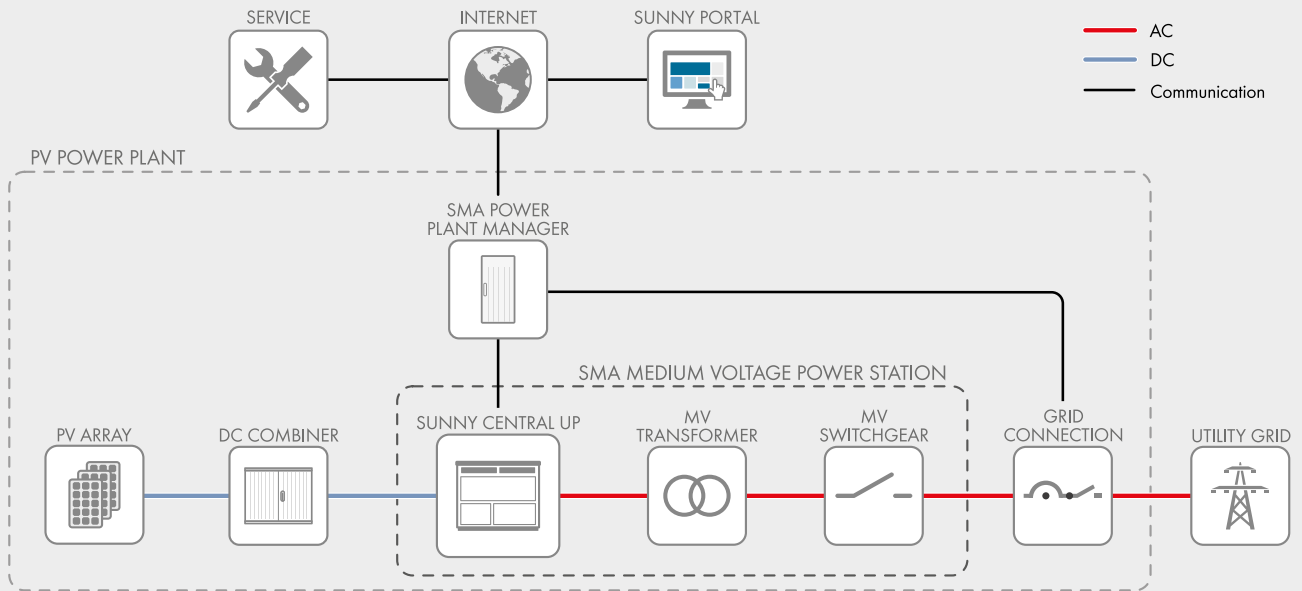 SERVICE
INTERNET
SUNNY PORTAL
AC
DC
Communication
PV POWER PLANT
SMA POWER
PLANT MANAGER
SMA MEDIUM VOLTAGE POWER STATION
PV ARRAY
DC COMBINER
SUNNY CENTRAL UP
MV
TRANSFORMER
MV
SWITCHGEAR
GRID
CONNECTION
UTILITY GRID